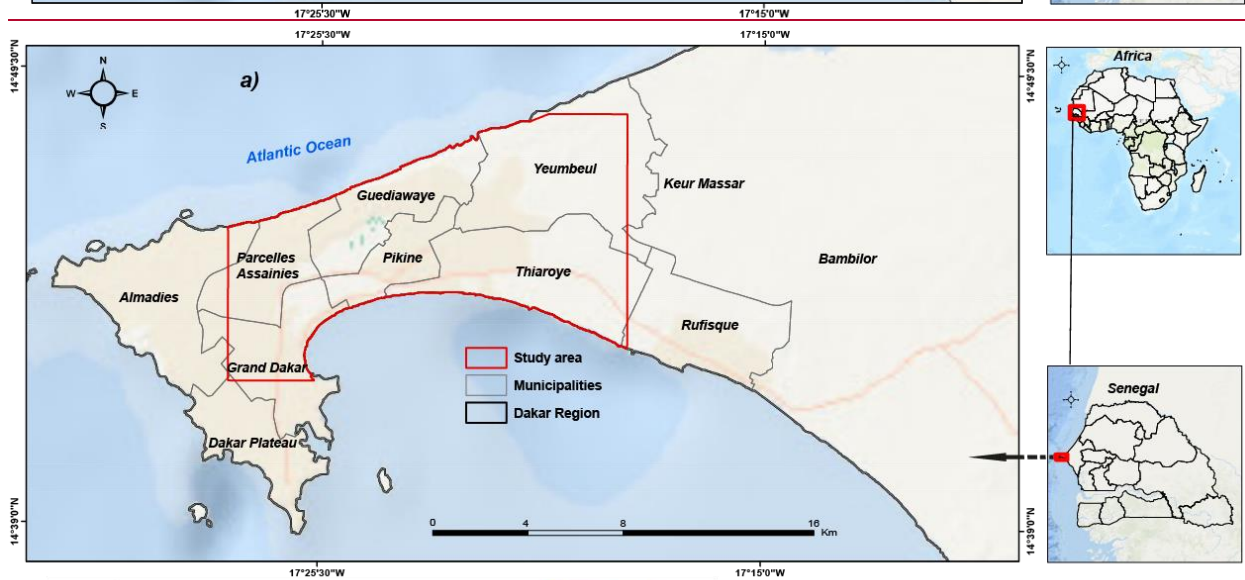 17°25'30"W
17°15'0"W
17°25'30"W
17°15'0"W
14°49'30"N
14°49'30"N
N
W
E
S
a)
Atlantic Ocean
Yeumbeul
Keur Massar
Guediawaye
Parcelles
Assainies
Pikine
Thiaroye
Bambilor
Almadies
Rufisque
Grand Dakar
Study area
Municipalities
Dakar Region
Dakar Plateau
0
4
8
16
Km
14°39'0"N
14°39'0"N
17°25'30"W
17°15'0"W
Africa
Senegal